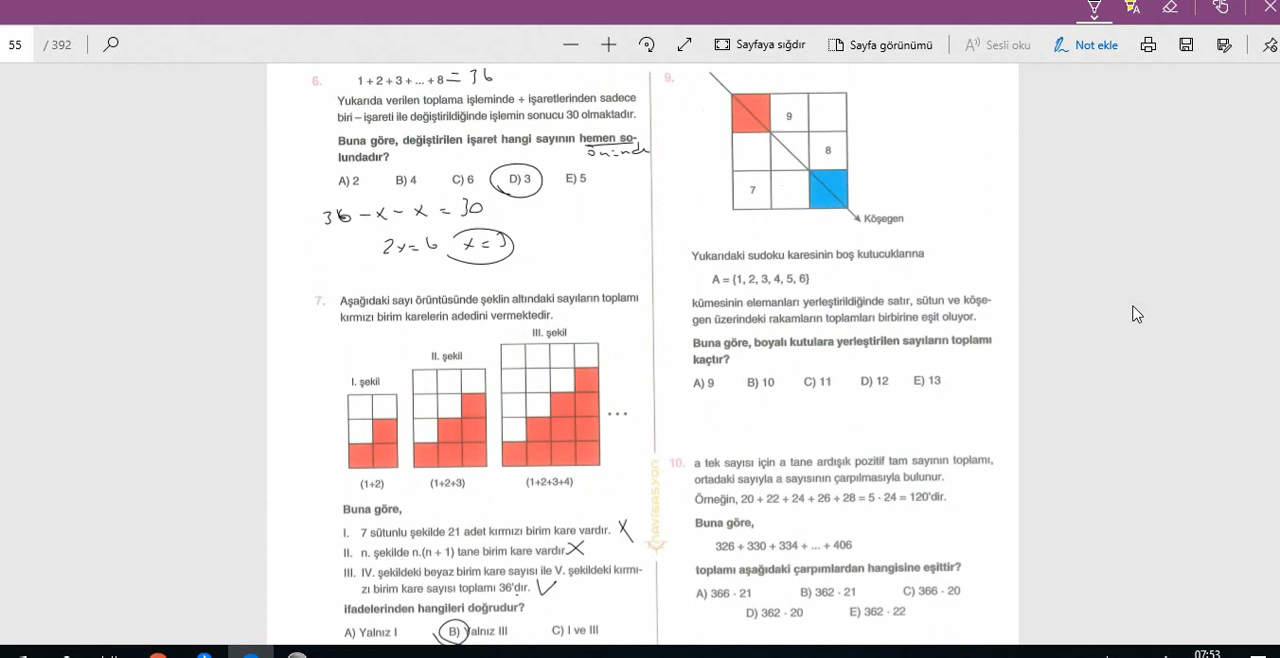 55 / 392
Sayfaya sığdır
Sayfa görünümü
Sesli oku
Not ekle
6. 1 + 2 + 3 + ... + 8 = 36
Yukarıda verilen toplama işleminde + işaretlerinden sadece
biri – işareti ile değiştirildiğinde işlemin sonucu 30 olmaktadır.
Buna göre, değiştirilen işaret hangi sayının hemen so-
lundadır?
önünde
A) 2 B) 4 C) 6 D) 3 E) 5
36 - x - x = 30
2x = 6 x = 3
7. Aşağıdaki sayı örüntüsünde şeklin altındaki sayıların toplamı
kırmızı birim karelerin adedini vermektedir.
I. şekil
II. şekil
III. şekil
...
(1+2)
(1+2+3)
(1+2+3+4)
Buna göre,
I. 7 sütunlu şekilde 21 adet kırmızı birim kare vardır. X
II. n. şekilde n.(n + 1) tane birim kare vardır. X
III. IV. şekildeki beyaz birim kare sayısı ile V. şekildeki kırmı-
zı birim kare sayısı toplamı 36'dır.
ifadelerinden hangileri doğrudur?
A) Yalnız I B) Yalnız III C) I ve III
NAVİGASYON
9.
9
8
7
Köşegen
Yukarıdaki sudoku karesinin boş kutucuklarına
A = {1, 2, 3, 4, 5, 6}
kümesinin elemanları yerleştirildiğinde satır, sütun ve köşe-
gen üzerindeki rakamların toplamları birbirine eşit oluyor.
Buna göre, boyalı kutulara yerleştirilen sayıların toplamı
kaçtır?
A) 9 B) 10 C) 11 D) 12 E) 13
10. a tek sayısı için a tane ardışık pozitif tam sayının toplamı,
ortadaki sayıyla a sayısının çarpılmasıyla bulunur.
Örneğin, 20 + 22 + 24 + 26 + 28 = 5 · 24 = 120'dir.
Buna göre,
326 + 330 + 334 + ... + 406
toplamı aşağıdaki çarpımlardan hangisine eşittir?
A) 366 · 21 B) 362 · 21 C) 366 · 20
D) 362 · 20 E) 362 · 22
07:53